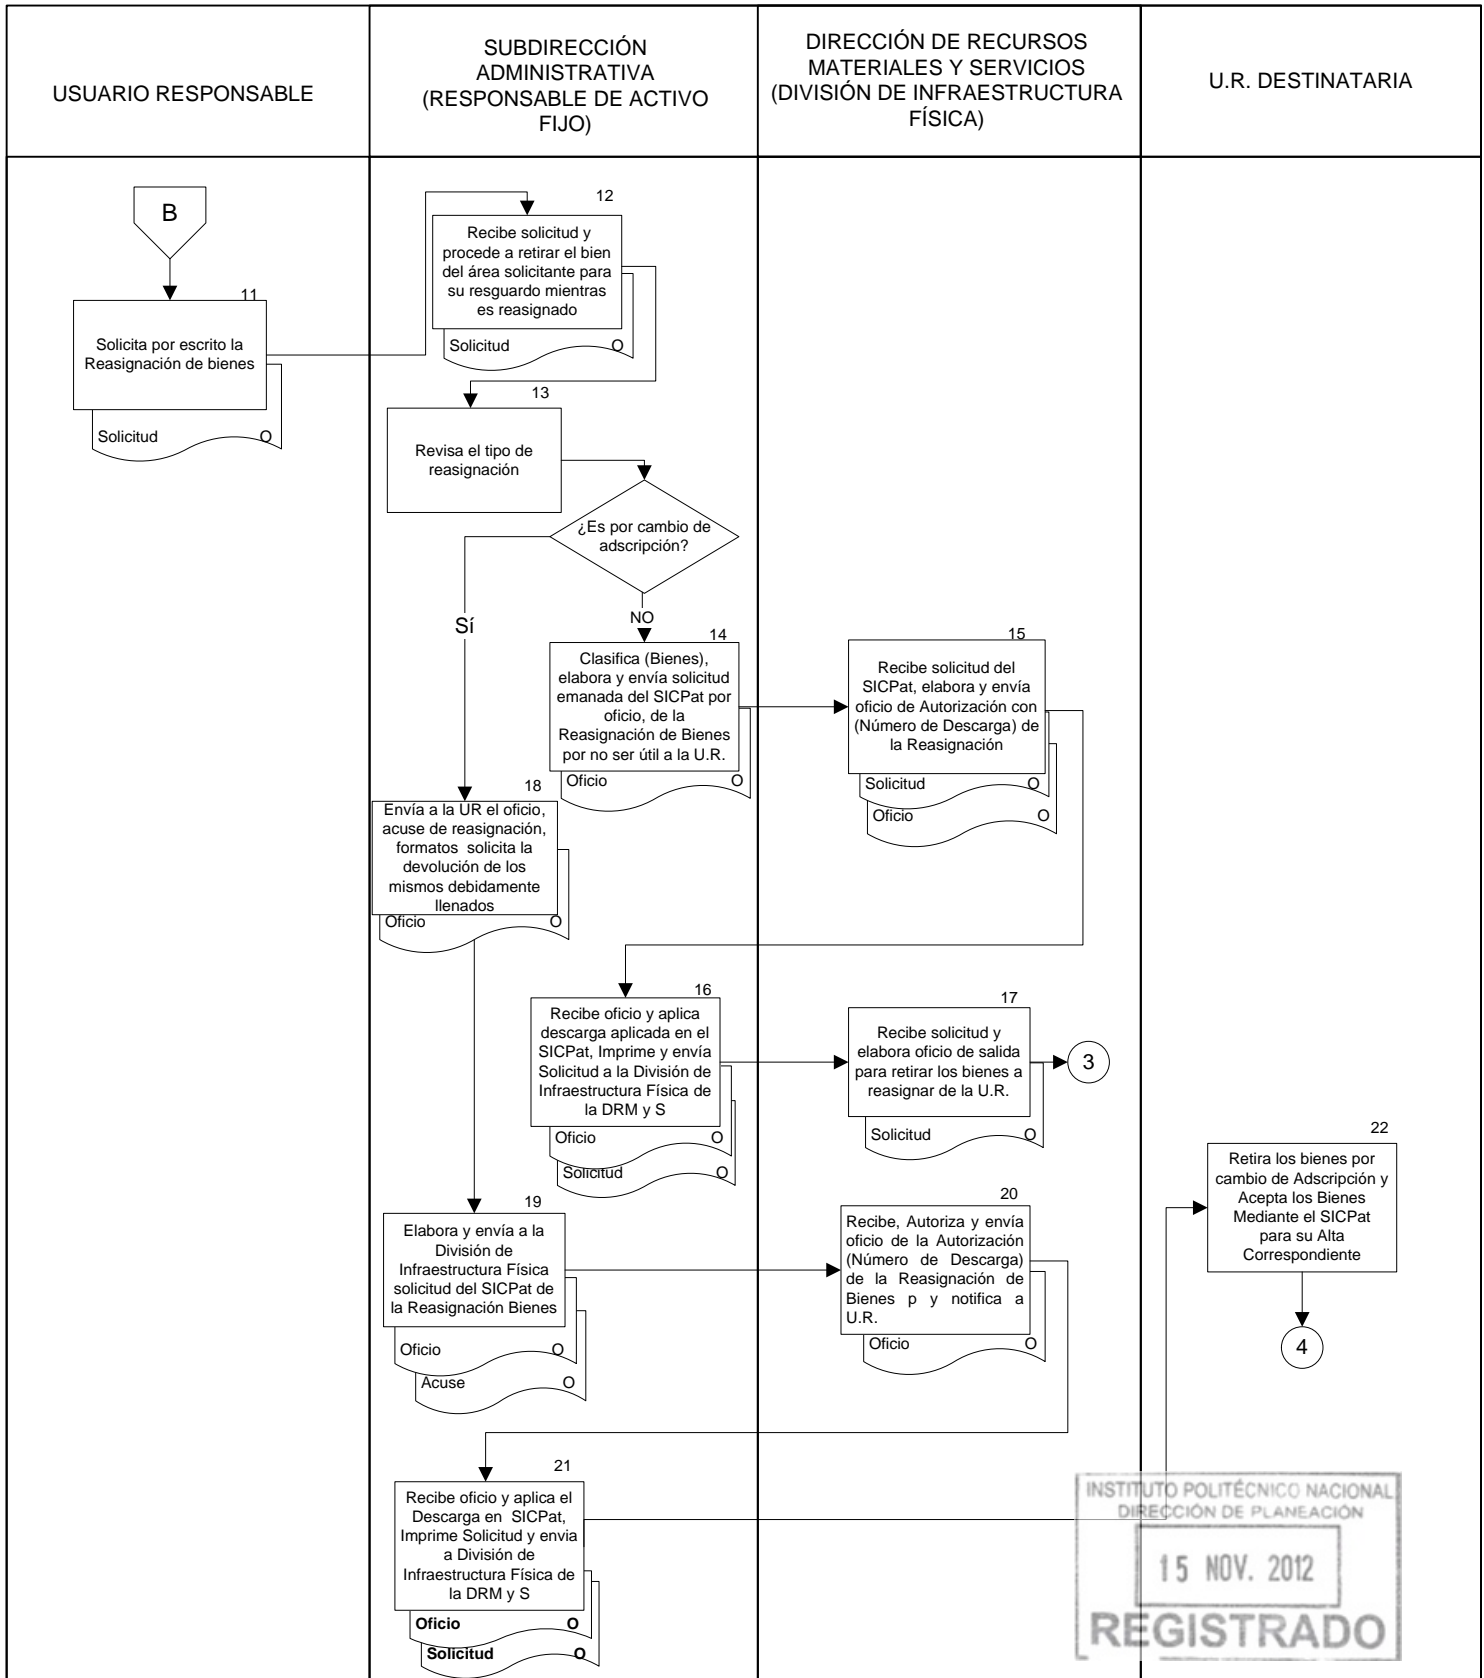 USUARIO RESPONSABLE
SUBDIRECCIÓN
ADMINISTRATIVA
(RESPONSABLE DE ACTIVO
FIJO)
DIRECCIÓN DE RECURSOS
MATERIALES Y SERVICIOS
(DIVISIÓN DE INFRAESTRUCTURA
FÍSICA)
U.R. DESTINATARIA
B
11
Solicita por escrito la
Reasignación de bienes
Solicitud
O
12
Recibe solicitud y
procede a retirar el bien
del área solicitante para
su resguardo mientras
es reasignado
Solicitud
O
13
Revisa el tipo de
reasignación
¿Es por cambio de
adscripción?
Sí
NO
14
Clasifica (Bienes),
elabora y envía solicitud
emanada del SICPat por
oficio, de la
Reasignación de Bienes
por no ser útil a la U.R.
Oficio
O
15
Recibe solicitud del
SICPat, elabora y envía
oficio de Autorización con
(Número de Descarga) de
la Reasignación
Solicitud
O
Oficio
O
18
Envía a la UR el oficio,
acuse de reasignación,
formatos solicita la
devolución de los
mismos debidamente
llenados
Oficio
O
16
Recibe oficio y aplica
descarga aplicada en el
SICPat, Imprime y envía
Solicitud a la División de
Infraestructura Física de
la DRM y S
Oficio
O
Solicitud
O
17
Recibe solicitud y
elabora oficio de salida
para retirar los bienes a
reasignar de la U.R.
Solicitud
O
3
19
Elabora y envía a la
División de
Infraestructura Física
solicitud del SICPat de
la Reasignación Bienes
Oficio
O
Acuse
O
20
Recibe, Autoriza y envía
oficio de la Autorización
(Número de Descarga)
de la Reasignación de
Bienes p y notifica a
U.R.
Oficio
O
22
Retira los bienes por
cambio de Adscripción y
Acepta los Bienes
Mediante el SICPat
para su Alta
Correspondiente
4
21
Recibe oficio y aplica el
Descarga en SICPat,
Imprime Solicitud y envia
a División de
Infraestructura Física de
la DRM y S
Oficio
O
Solicitud
O
INSTITUTO POLITÉCNICO NACIONAL
DIRECCIÓN DE PLANEACIÓN
15 NOV. 2012
REGISTRADO